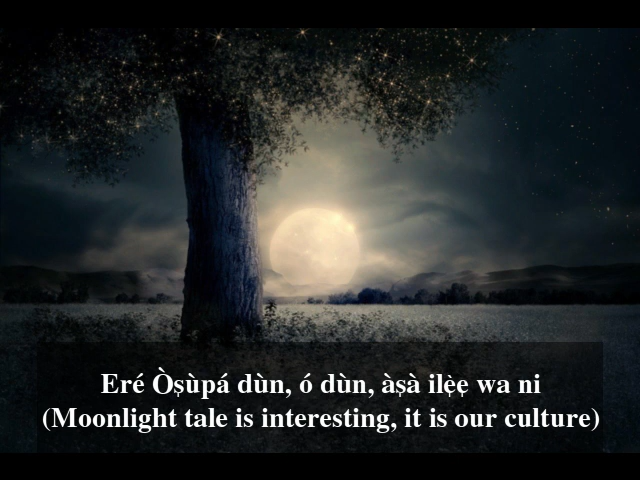 Eré Òṣùpá dùn, ó dùn, àṣà ilẹ̀ẹ wa ni
(Moonlight tale is interesting, it is our culture)